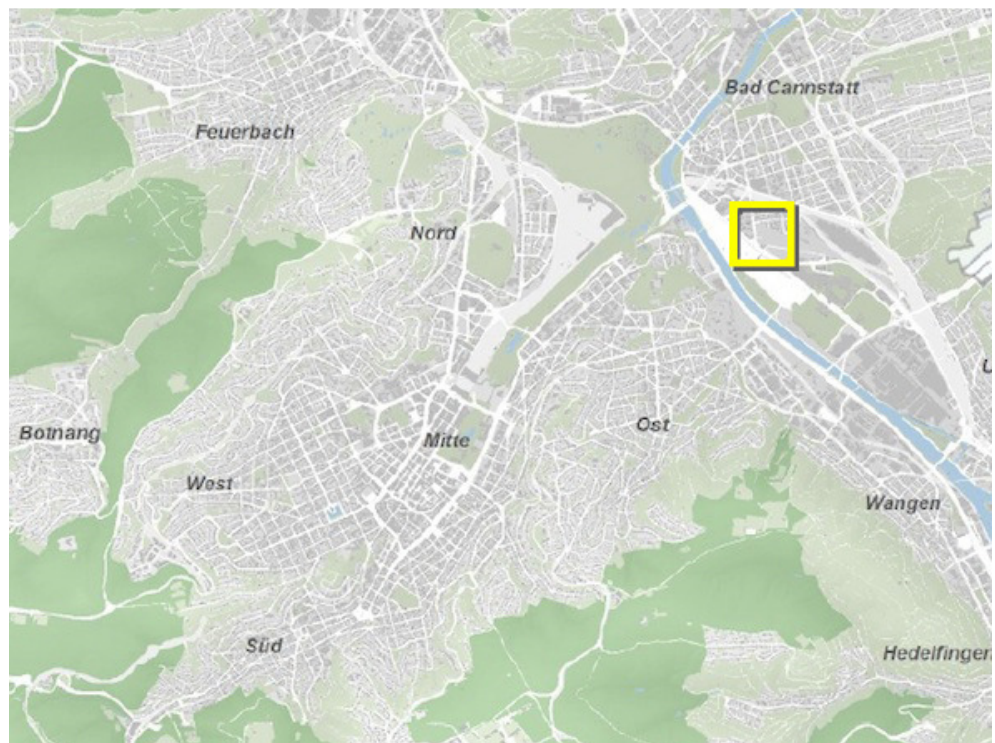 Bad Cannstatt
Feuerbach
Nord
Botnang
Mitte
Ost
West
Wangen
Süd
Hedelfingen